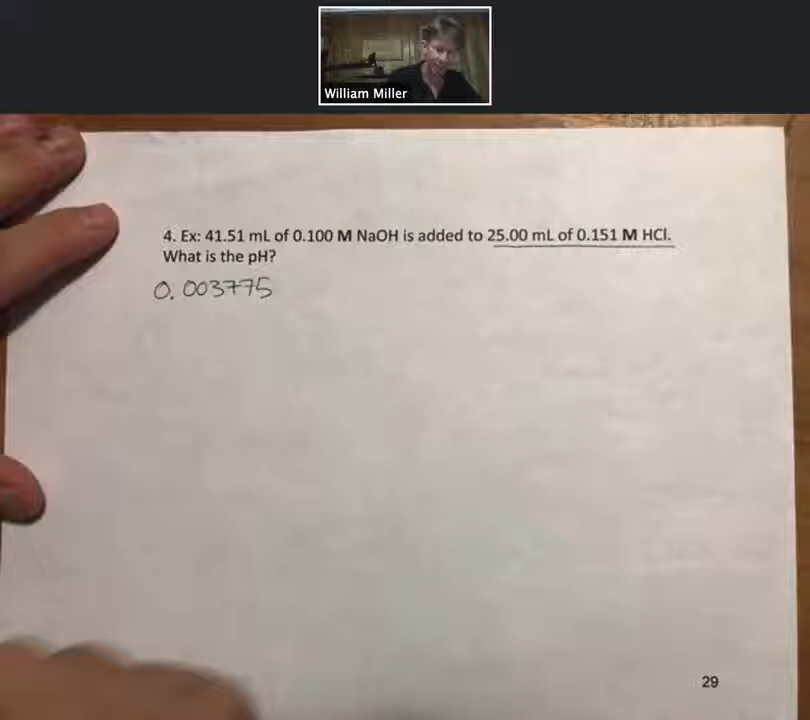 William Miller
4. Ex: 41.51 mL of 0.100 M NaOH is added to 25.00 mL of 0.151 M HCl.
What is the pH?
0.003775
29